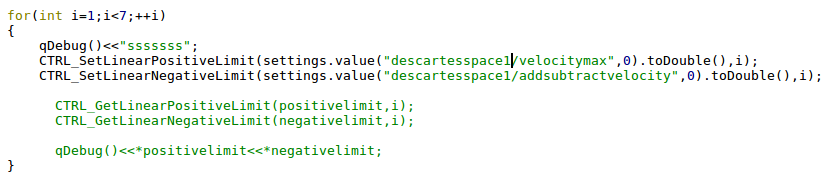 for(int i=1;i<7;++i)
{
    qDebug()<<"sssssss";
    CTRL_SetLinearPositiveLimit(settings.value("descartesspace1/velocitymax",0).toDouble(),i);
    CTRL_SetLinearNegativeLimit(settings.value("descartesspace1/addsubtractvelocity",0).toDouble(),i);
      CTRL_GetLinearPositiveLimit(positivelimit,i);
      CTRL_GetLinearNegativeLimit(negativelimit,i);
      qDebug()<<*positivelimit<<*negativelimit;
}